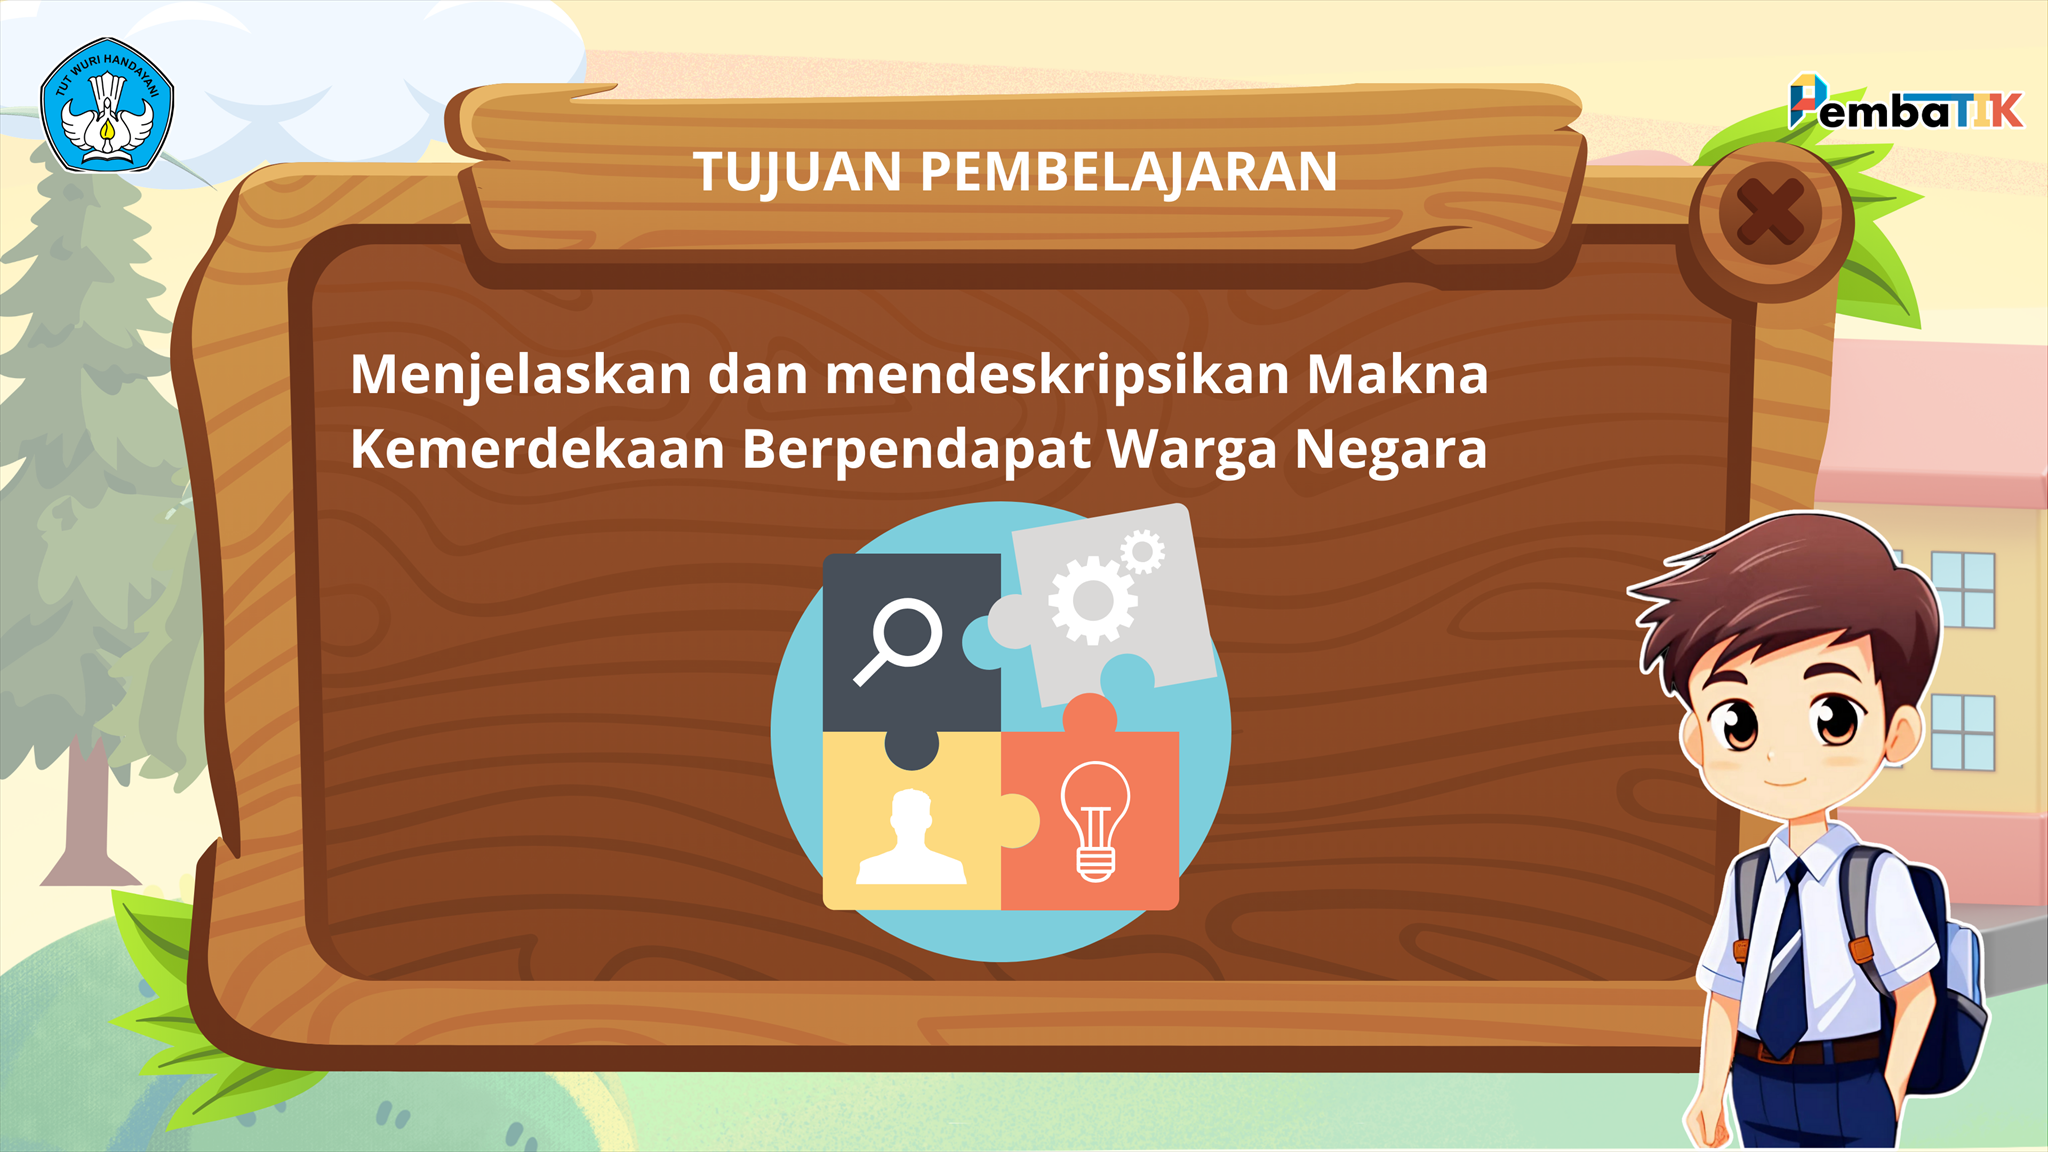 TUT WURI HANDAYANI
PembaTIK
TUJUAN PEMBELAJARAN
Menjelaskan dan mendeskripsikan Makna
Kemerdekaan Berpendapat Warga Negara